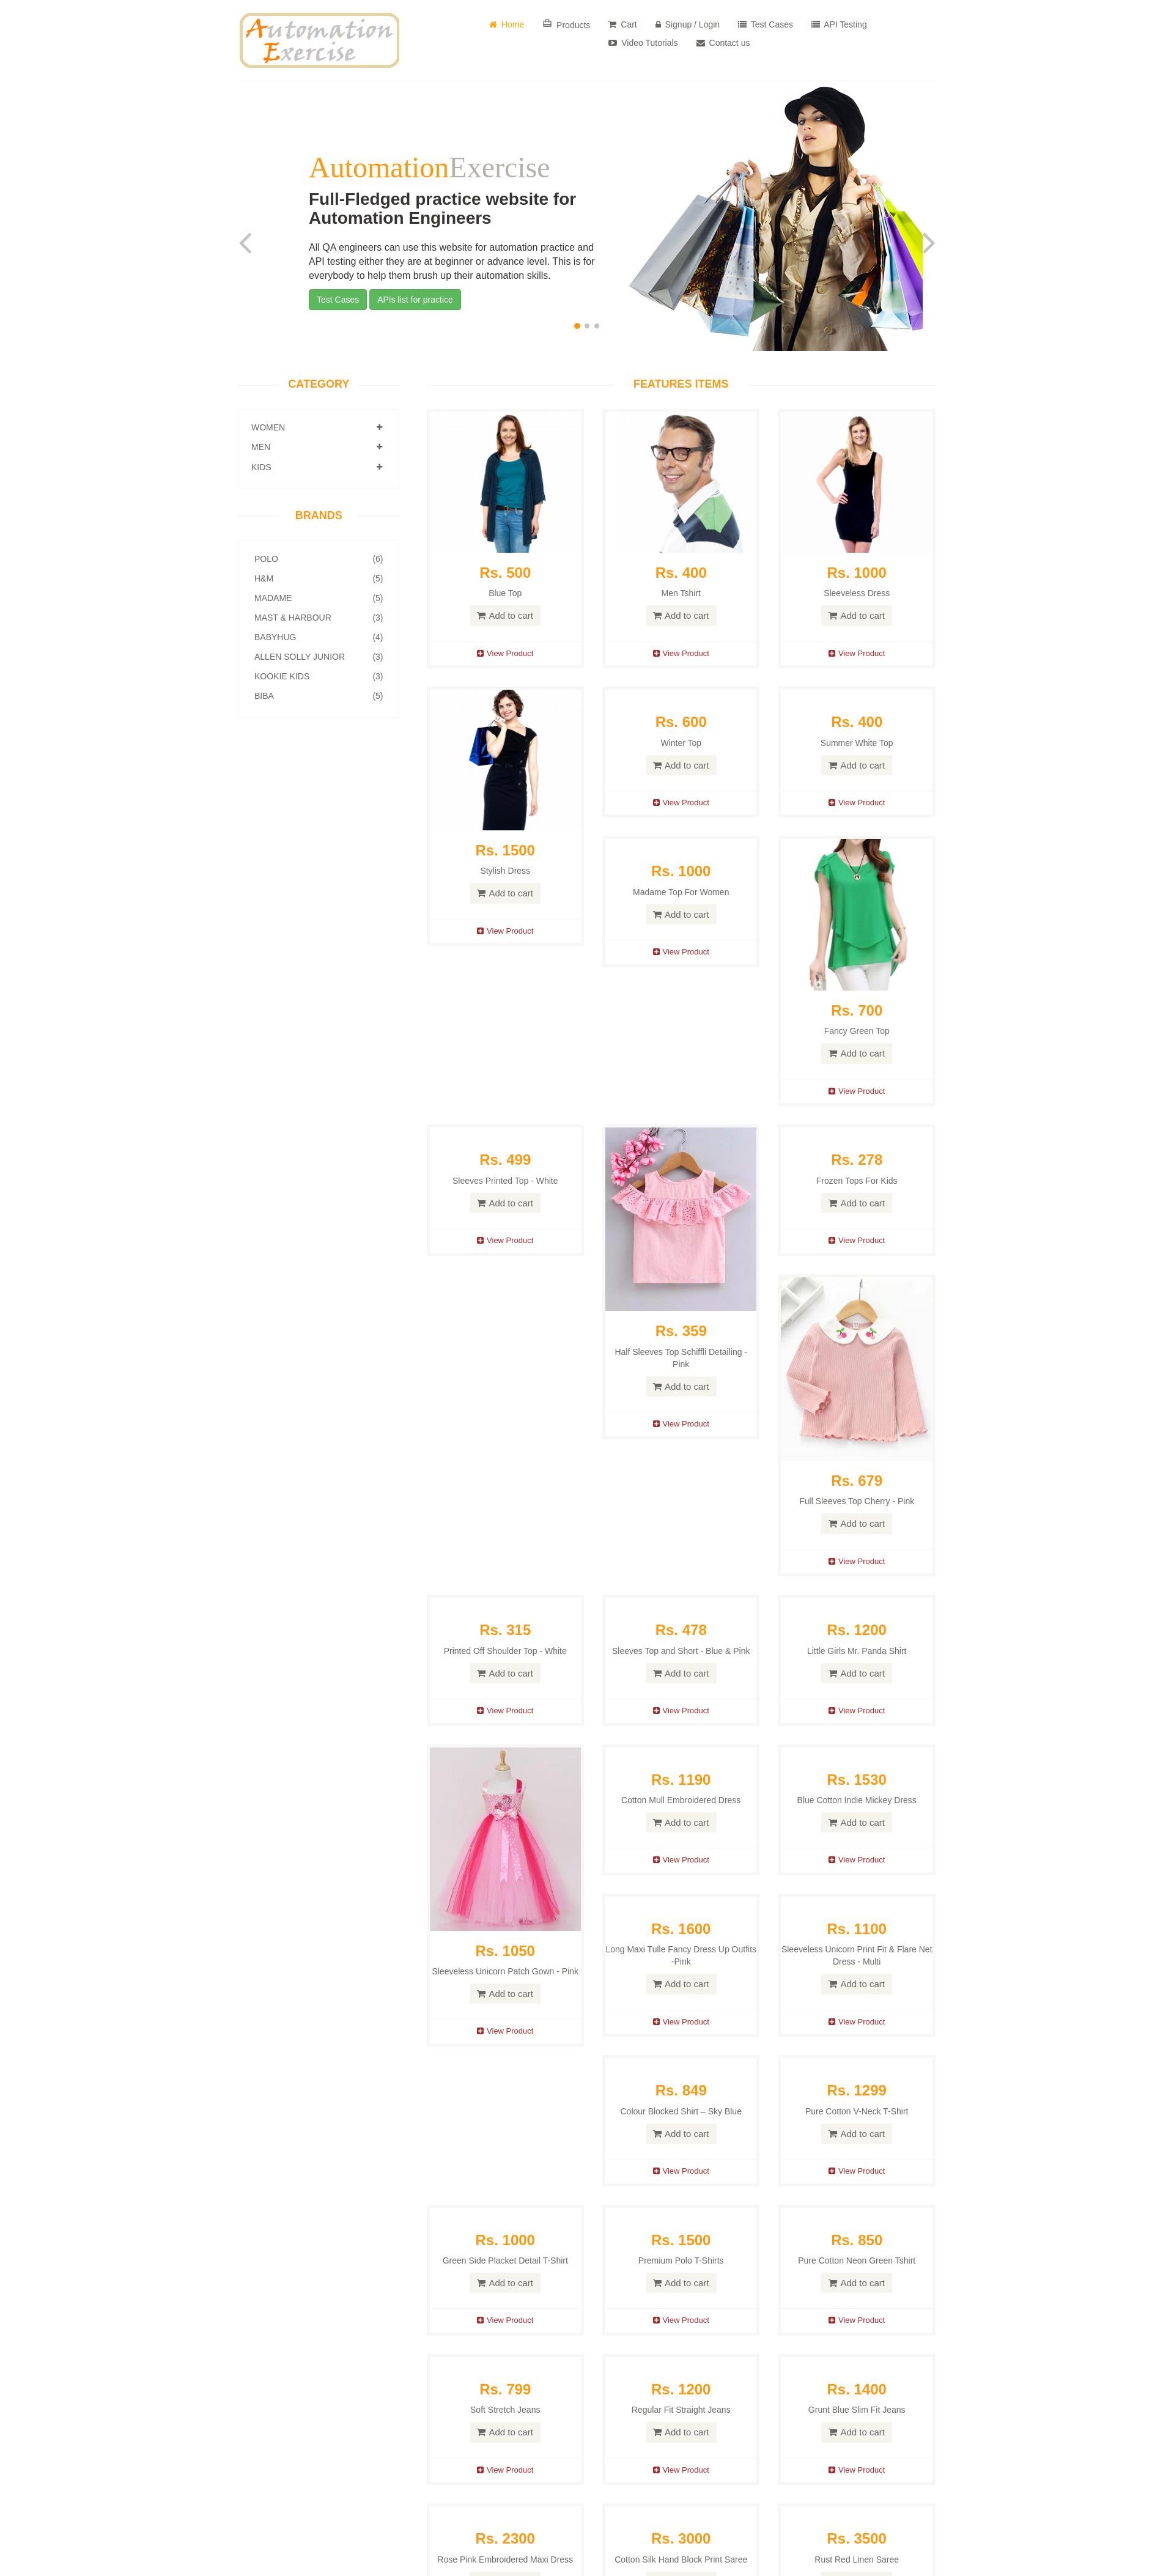 Automation
Exercise
Home
Products
Cart
Signup / Login
Test Cases
API Testing
Video Tutorials
Contact us
AutomationExercise
Full-Fledged practice website for
Automation Engineers
All QA engineers can use this website for automation practice and
API testing either they are at beginner or advance level. This is for
everybody to help them brush up their automation skills.
Test Cases
APIs list for practice
CATEGORY
WOMEN
MEN
KIDS
BRANDS
POLO (6)
H&M (5)
MADAME (5)
MAST & HARBOUR (3)
BABYHUG (4)
ALLEN SOLLY JUNIOR (3)
KOOKIE KIDS (3)
BIBA (5)
FEATURES ITEMS
Rs. 500
Blue Top
Add to cart
View Product
Rs. 400
Men Tshirt
Add to cart
View Product
Rs. 1000
Sleeveless Dress
Add to cart
View Product
Rs. 1500
Stylish Dress
Add to cart
View Product
Rs. 600
Winter Top
Add to cart
View Product
Rs. 400
Summer White Top
Add to cart
View Product
Rs. 1000
Madame Top For Women
Add to cart
View Product
Rs. 700
Fancy Green Top
Add to cart
View Product
Rs. 499
Sleeves Printed Top - White
Add to cart
View Product
Rs. 359
Half Sleeves Top Schiffli Detailing -
Pink
Add to cart
View Product
Rs. 278
Frozen Tops For Kids
Add to cart
View Product
Rs. 679
Full Sleeves Top Cherry - Pink
Add to cart
View Product
Rs. 315
Printed Off Shoulder Top - White
Add to cart
View Product
Rs. 478
Sleeves Top and Short - Blue & Pink
Add to cart
View Product
Rs. 1200
Little Girls Mr. Panda Shirt
Add to cart
View Product
Rs. 1050
Sleeveless Unicorn Patch Gown - Pink
Add to cart
View Product
Rs. 1190
Cotton Mull Embroidered Dress
Add to cart
View Product
Rs. 1530
Blue Cotton Indie Mickey Dress
Add to cart
View Product
Rs. 1600
Long Maxi Tulle Fancy Dress Up Outfits
-Pink
Add to cart
View Product
Rs. 1100
Sleeveless Unicorn Print Fit & Flare Net
Dress - Multi
Add to cart
View Product
Rs. 849
Colour Blocked Shirt – Sky Blue
Add to cart
View Product
Rs. 1299
Pure Cotton V-Neck T-Shirt
Add to cart
View Product
Rs. 1000
Green Side Placket Detail T-Shirt
Add to cart
View Product
Rs. 1500
Premium Polo T-Shirts
Add to cart
View Product
Rs. 850
Pure Cotton Neon Green Tshirt
Add to cart
View Product
Rs. 799
Soft Stretch Jeans
Add to cart
View Product
Rs. 1200
Regular Fit Straight Jeans
Add to cart
View Product
Rs. 1400
Grunt Blue Slim Fit Jeans
Add to cart
View Product
Rs. 2300
Rose Pink Embroidered Maxi Dress
Rs. 3000
Cotton Silk Hand Block Print Saree
Rs. 3500
Rust Red Linen Saree